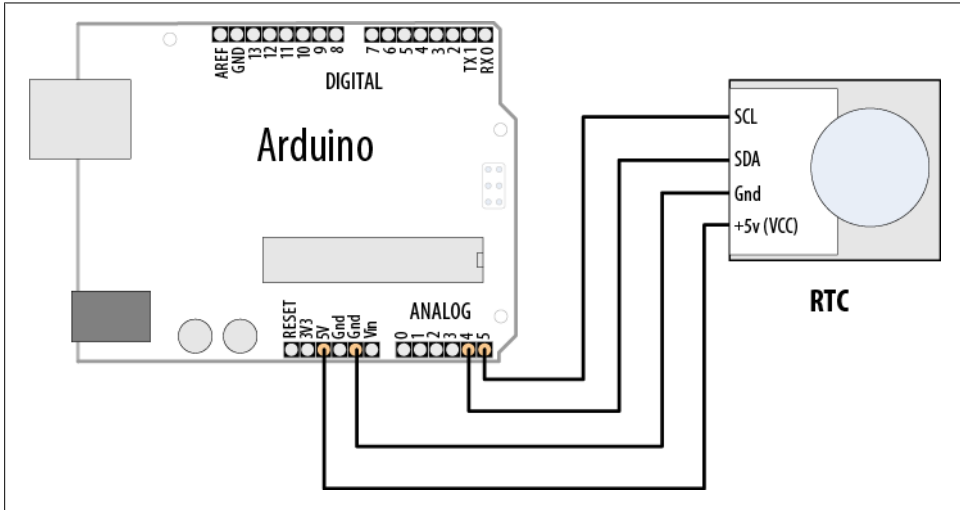 AREF
GND
13
12
11
10
9
8
7
6
5
4
3
2
TX 1
RX 0
DIGITAL
Arduino
SCL
SDA
Gnd
+5v (VCC)
RTC
ANALOG
RESET
3V3
5V
Gnd
Gnd
Vin
0
1
2
3
4
5